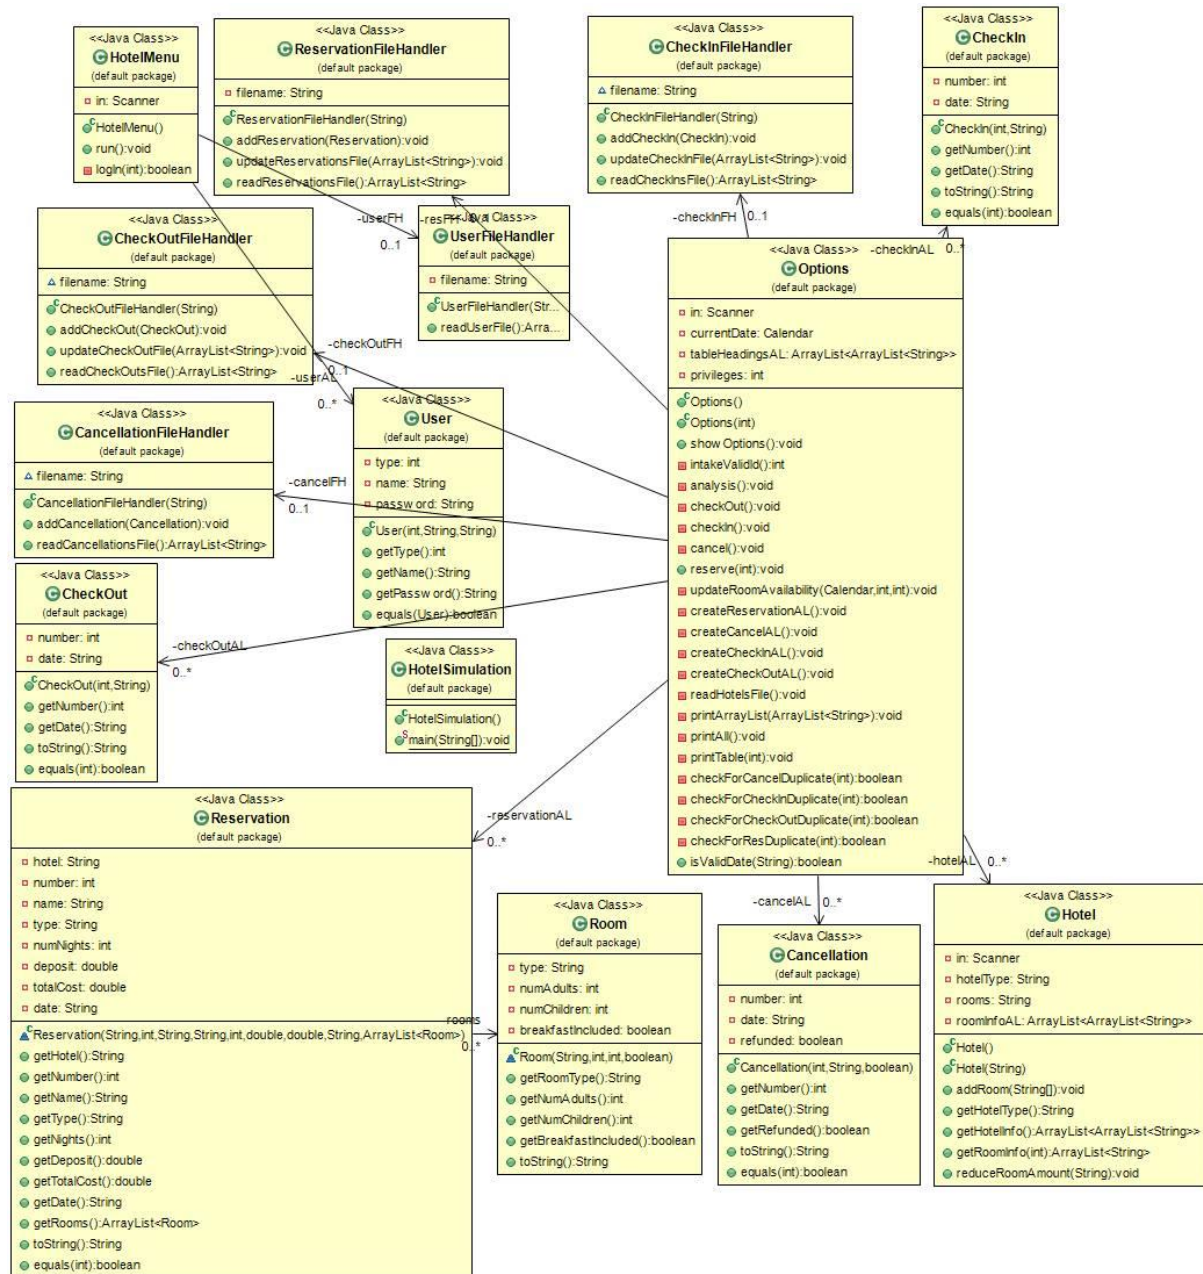 <<Java Class>>
HotelMenu
(default package)
in: Scanner
HotelMenu()
run():void
logIn(int):boolean
<<Java Class>>
ReservationFileHandler
(default package)
filename: String
ReservationFileHandler(String)
addReservation(Reservation):void
updateReservationsFile(ArrayList<String>):void
readReservationsFile():ArrayList<String>
<<Java Class>>
CheckInFileHandler
(default package)
filename: String
CheckInFileHandler(String)
addCheckIn(CheckIn):void
updateCheckInFile(ArrayList<String>):void
readCheckInsFile():ArrayList<String>
<<Java Class>>
CheckIn
(default package)
number: int
date: String
CheckIn(int,String)
getNumber():int
getDate():String
toString():String
equals(int):boolean
<<Java Class>>
CheckOutFileHandler
(default package)
filename: String
CheckOutFileHandler(String)
addCheckOut(CheckOut):void
updateCheckOutFile(ArrayList<String>):void
readCheckOutsFile():ArrayList<String>
-userFH
0..1
-resFH
<<Java Class>>
UserFileHandler
(default package)
filename: String
UserFileHandler(Str...
readUserFile():Arra...
-checkInFH
0..1
-checkInAL
0..*
<<Java Class>>
Options
(default package)
in: Scanner
currentDate: Calendar
tableHeadingsAL: ArrayList<ArrayList<String>>
privileges: int
Options()
Options(int)
showOptions():void
intakeValidId():int
analysis():void
checkOut():void
checkIn():void
cancel():void
reserve(int):void
updateRoomAvailability(Calendar,int,int):void
createReservationAL():void
createCancelAL():void
createCheckInAL():void
createCheckOutAL():void
readHotelsFile():void
printArrayList(ArrayList<String>):void
printAll():void
printTable(int):void
checkForCancelDuplicate(int):boolean
checkForCheckInDuplicate(int):boolean
checkForCheckOutDuplicate(int):boolean
checkForResDuplicate(int):boolean
isValidDate(String):boolean
-checkOutFH
0..1
-userAL
0..*
<<Java Class>>
User
(default package)
type: int
name: String
password: String
User(int,String,String)
getType():int
getName():String
getPassword():String
equals(User):boolean
<<Java Class>>
CancellationFileHandler
(default package)
filename: String
CancellationFileHandler(String)
addCancellation(Cancellation):void
readCancellationsFile():ArrayList<String>
-cancelFH
0..1
<<Java Class>>
CheckOut
(default package)
number: int
date: String
CheckOut(int,String)
getNumber():int
getDate():String
toString():String
equals(int):boolean
-checkOutAL
0..*
<<Java Class>>
HotelSimulation
(default package)
HotelSimulation()
main(String[]):void
<<Java Class>>
Reservation
(default package)
hotel: String
number: int
name: String
type: String
numNights: int
deposit: double
totalCost: double
date: String
Reservation(String,int,String,String,int,double,double,String,ArrayList<Room>)
getHotel():String
getNumber():int
getName():String
getType():String
getNights():int
getDeposit():double
getTotalCost():double
getDate():String
getRooms():ArrayList<Room>
toString():String
equals(int):boolean
-reservationAL
0..*
rooms
0..*
<<Java Class>>
Room
(default package)
type: String
numAdults: int
numChildren: int
breakfastIncluded: boolean
Room(String,int,int,boolean)
getRoomType():String
getNumAdults():int
getNumChildren():int
getBreakfastIncluded():boolean
toString():String
-cancelAL
0..*
<<Java Class>>
Cancellation
(default package)
number: int
date: String
refunded: boolean
Cancellation(int,String,boolean)
getNumber():int
getDate():String
getRefunded():boolean
toString():String
equals(int):boolean
-hotelAL
0..*
<<Java Class>>
Hotel
(default package)
in: Scanner
hotelType: String
rooms: String
roomInfoAL: ArrayList<ArrayList<String>>
Hotel()
Hotel(String)
addRoom(String[]):void
getHotelType():String
getHotelInfo():ArrayList<ArrayList<String>>
getRoomInfo(int):ArrayList<String>
reduceRoomAmount(String):void